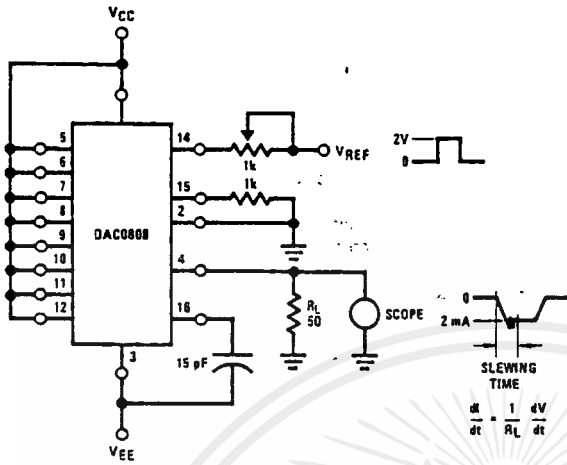 VCC
5
6
7
8
9
10
11
12
DAC0808
14
15
2
4
16
3
1k
VREF
1k
RL
50
SCOPE
15 pF
VEE
2V
0
0
2 mA
SLEWING
TIME
dI/dt = 1/RL dV/dt